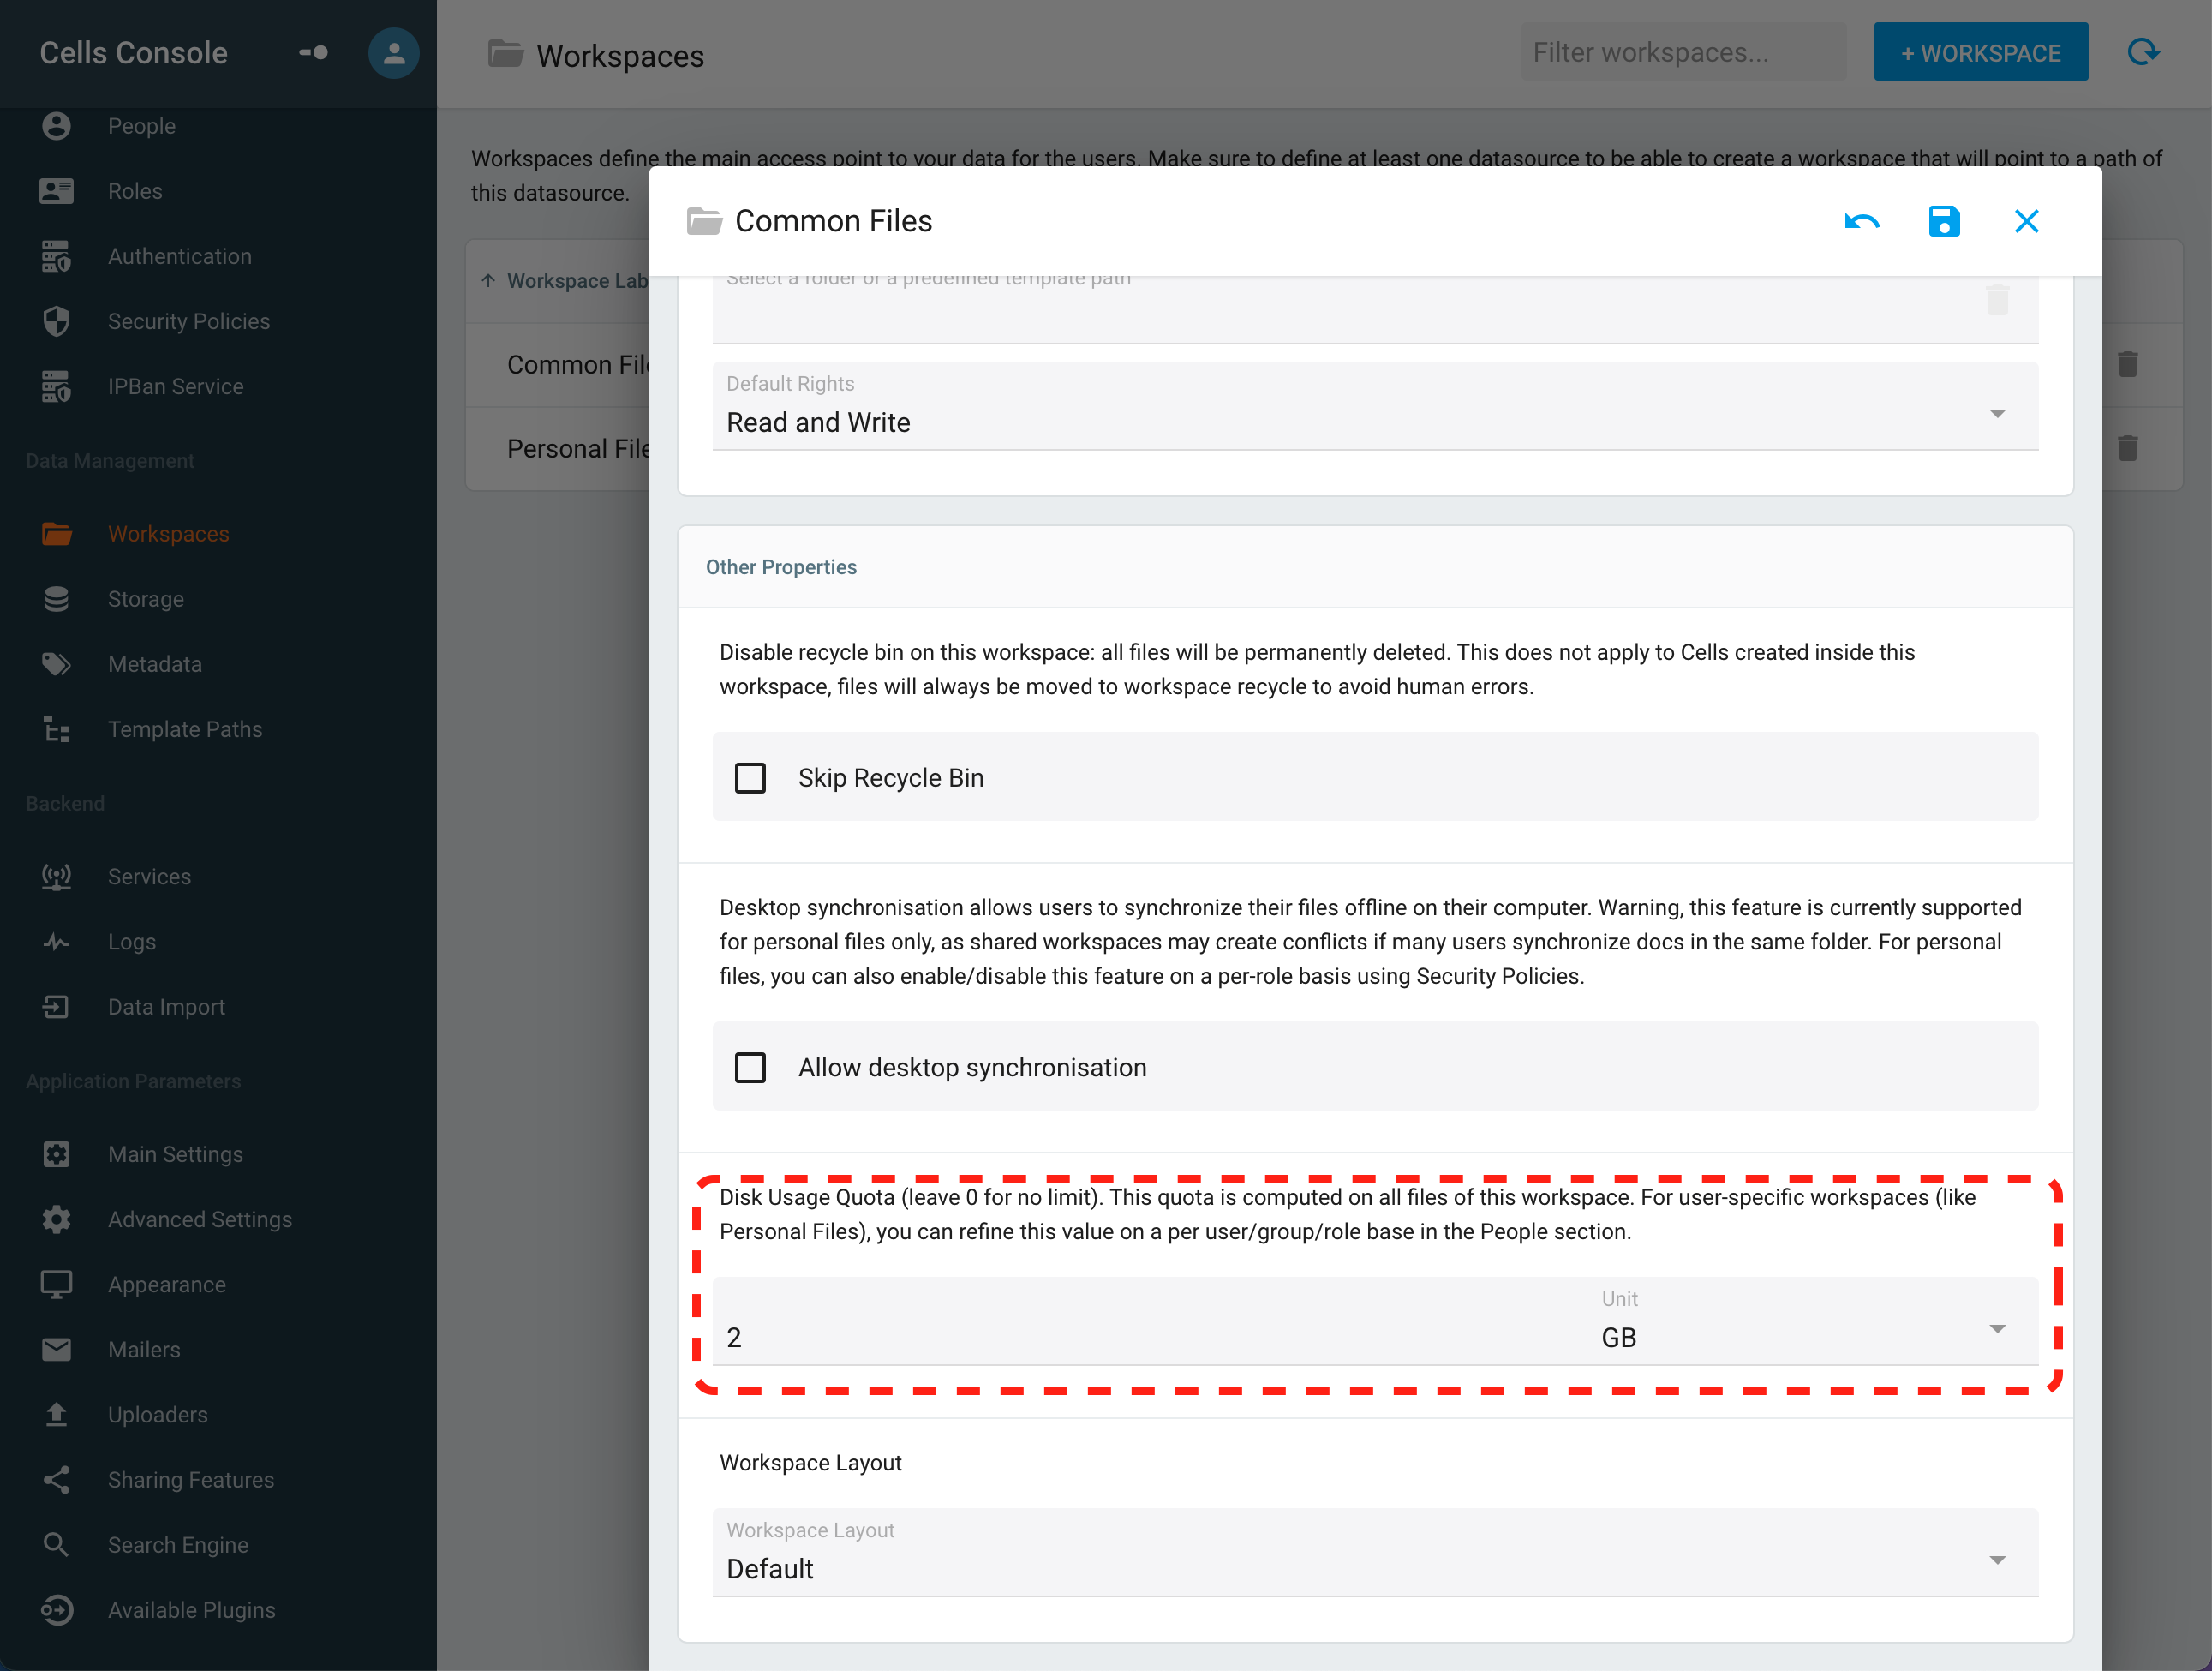 Cells Console
People
Roles
Authentication
Security Policies
IPBan Service
Data Management
Workspaces
Storage
Metadata
Template Paths
Backend
Services
Logs
Data Import
Application Parameters
Main Settings
Advanced Settings
Appearance
Mailers
Uploaders
Sharing Features
Search Engine
Available Plugins
Workspaces
Filter workspaces...
+ WORKSPACE
Workspaces define the main access point to your data for the users. Make sure to define at least one datasource to be able to create a workspace that will point to a path of
this datasource.
Workspace Lab
Common File
Personal File
Common Files
Select a folder or a predefined template path
Default Rights
Read and Write
Other Properties
Disable recycle bin on this workspace: all files will be permanently deleted. This does not apply to Cells created inside this
workspace, files will always be moved to workspace recycle to avoid human errors.
Skip Recycle Bin
Desktop synchronisation allows users to synchronize their files offline on their computer. Warning, this feature is currently supported
for personal files only, as shared workspaces may create conflicts if many users synchronize docs in the same folder. For personal
files, you can also enable/disable this feature on a per-role basis using Security Policies.
Allow desktop synchronisation
Disk Usage Quota (leave 0 for no limit). This quota is computed on all files of this workspace. For user-specific workspaces (like
Personal Files), you can refine this value on a per user/group/role base in the People section.
Unit
2 GB
Workspace Layout
Workspace Layout
Default